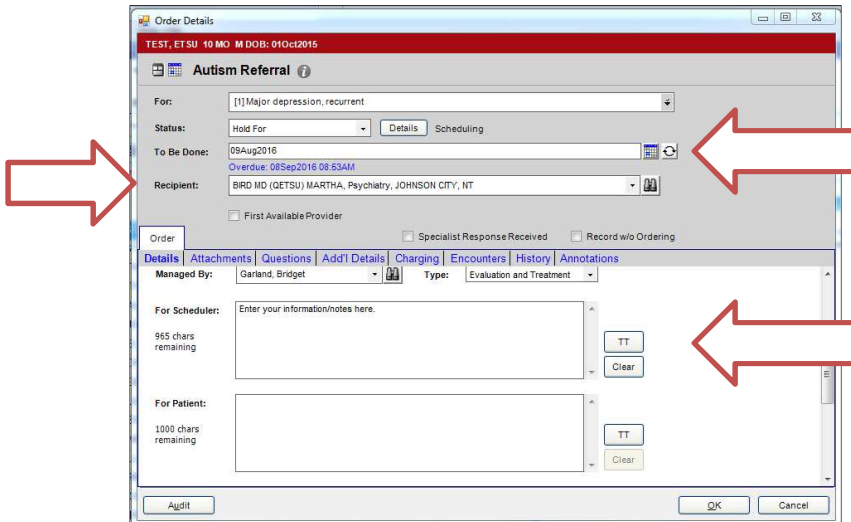 Order Details
TEST, ETSU 10 MO M DOB: 01Oct2015
Autism Referral
For: [1] Major depression, recurrent
Status: Hold For Details Scheduling
To Be Done: 09Aug2016
Overdue: 08Sep2016 08:53AM
Recipient: BIRD MD (QETSU) MARTHA, Psychiatry, JOHNSON CITY, NT
First Available Provider
Order Specialist Response Received Record w/o Ordering
Details Attachments Questions Add'l Details Charging Encounters History Annotations
Managed By: Garland, Bridget Type: Evaluation and Treatment
For Scheduler: Enter your information/notes here.
965 chars
remaining
TT
Clear
For Patient:
1000 chars
remaining
TT
Clear
Audit OK Cancel